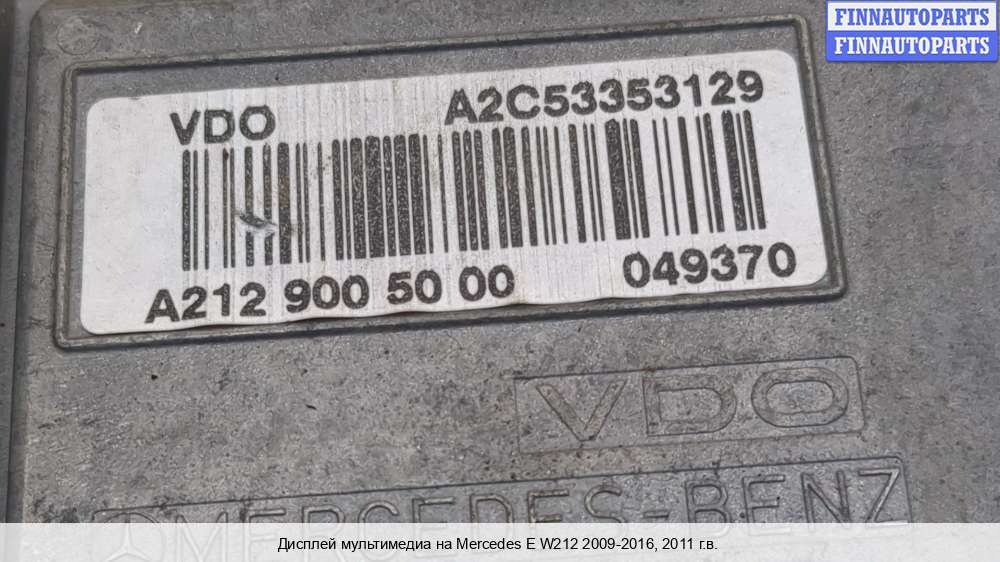 FINNAUTOPARTS
FINNAUTOPARTS
VDO A2C53353129
A212 900 50 00 049370
VDO
MERCEDES-BENZ
Дисплей мультимедиа на Mercedes E W212 2009-2016, 2011 г.в.